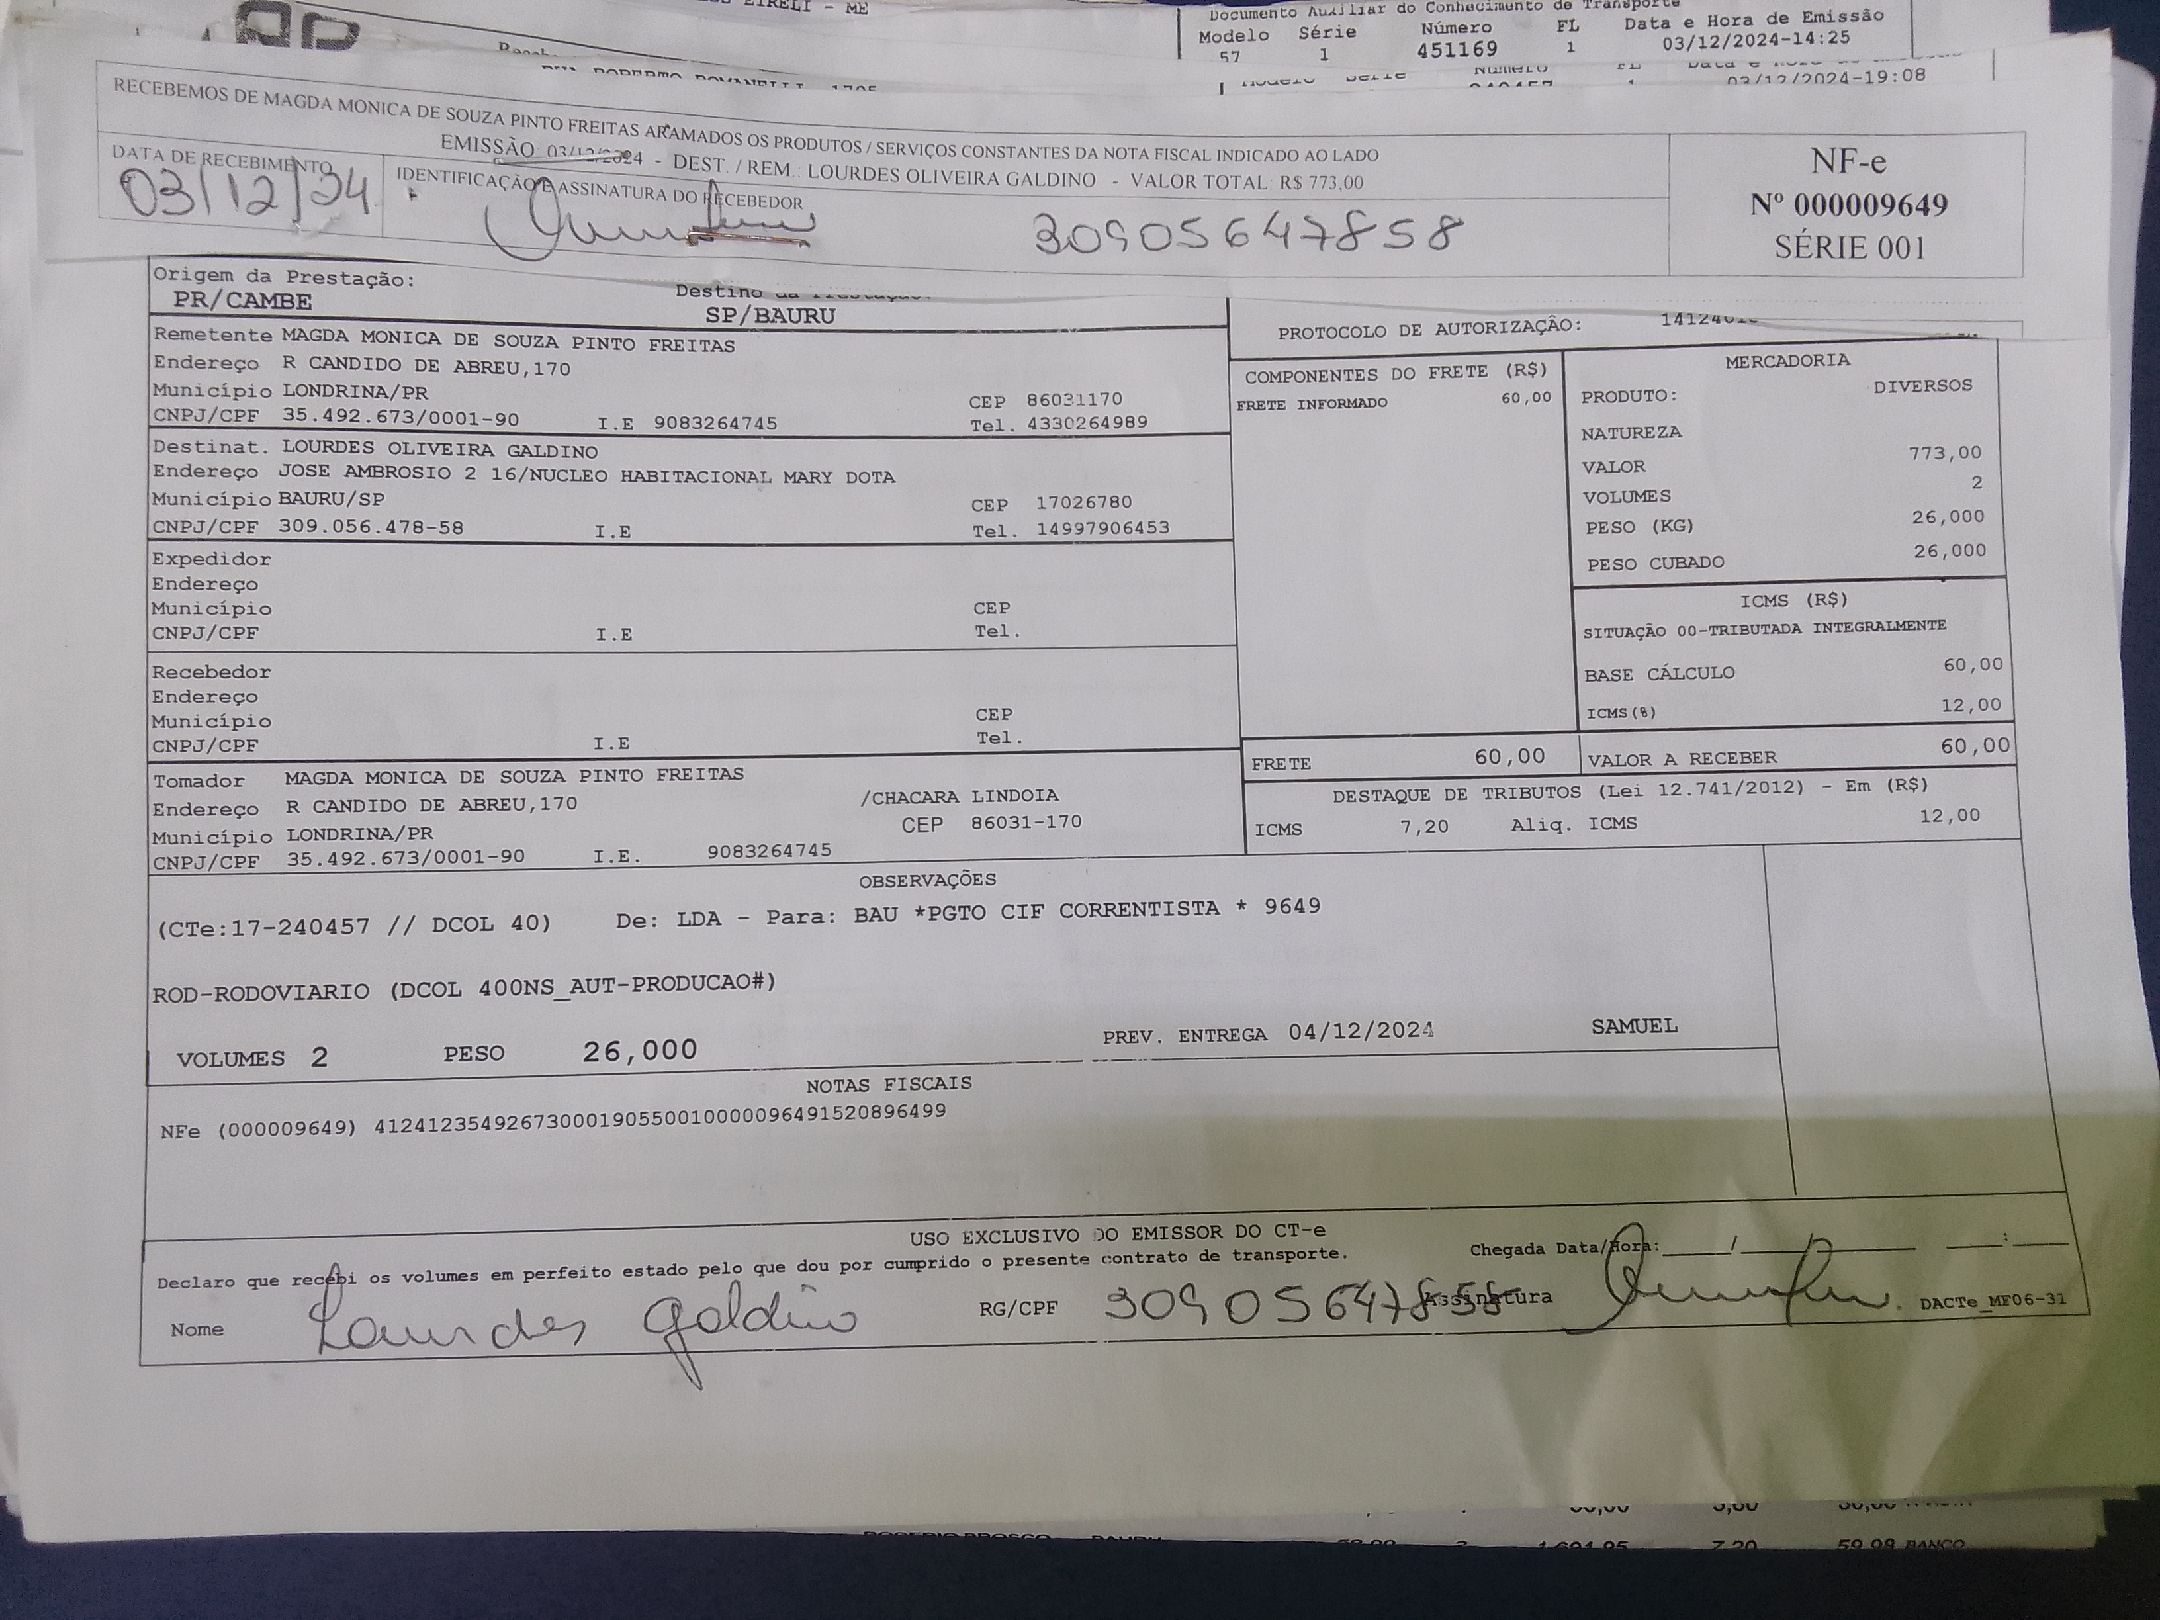 EIRELI - ME
Documento Auxiliar do Conhecimento de Transporte
Modelo Série Número FL Data e Hora de Emissão
57 1 451169 1 03/12/2024-14:25
03/12/2024-19:08
RECEBEMOS DE MAGDA MONICA DE SOUZA PINTO FREITAS ARAMADOS OS PRODUTOS / SERVIÇOS CONSTANTES DA NOTA FISCAL INDICADO AO LADO
EMISSÃO: 03/12/2024 - DEST. / REM.: LOURDES OLIVEIRA GALDINO - VALOR TOTAL: R$ 773,00
DATA DE RECEBIMENTO
03/12/24
IDENTIFICAÇÃO E ASSINATURA DO RECEBEDOR
30905647858
NF-e
Nº 000009649
SÉRIE 001
Origem da Prestação:
PR/CAMBE
Destino da Prestação:
SP/BAURU
PROTOCOLO DE AUTORIZAÇÃO:
Remetente MAGDA MONICA DE SOUZA PINTO FREITAS
Endereço R CANDIDO DE ABREU,170
Município LONDRINA/PR CEP 86031170
CNPJ/CPF 35.492.673/0001-90 I.E 9083264745 Tel. 4330264989
Destinat. LOURDES OLIVEIRA GALDINO
Endereço JOSE AMBROSIO 2 16/NUCLEO HABITACIONAL MARY DOTA
Município BAURU/SP CEP 17026780
CNPJ/CPF 309.056.478-58 I.E Tel. 14997906453
Expedidor
Endereço
Município CEP
CNPJ/CPF I.E Tel.
Recebedor
Endereço
Município CEP
CNPJ/CPF I.E Tel.
Tomador MAGDA MONICA DE SOUZA PINTO FREITAS
Endereço R CANDIDO DE ABREU,170 /CHACARA LINDOIA
Município LONDRINA/PR CEP 86031-170
CNPJ/CPF 35.492.673/0001-90 I.E. 9083264745
COMPONENTES DO FRETE (R$)
FRETE INFORMADO 60,00
MERCADORIA
PRODUTO: DIVERSOS
NATUREZA
VALOR 773,00
VOLUMES 2
PESO (KG) 26,000
PESO CUBADO 26,000
ICMS (R$)
SITUAÇÃO 00-TRIBUTADA INTEGRALMENTE
BASE CÁLCULO 60,00
ICMS(%) 12,00
FRETE 60,00 VALOR A RECEBER 60,00
DESTAQUE DE TRIBUTOS (Lei 12.741/2012) - Em (R$)
ICMS 7,20 Aliq. ICMS 12,00
OBSERVAÇÕES
(CTe:17-240457 // DCOL 40) De: LDA - Para: BAU *PGTO CIF CORRENTISTA * 9649
ROD-RODOVIARIO (DCOL 400NS_AUT-PRODUCAO#)
VOLUMES 2 PESO 26,000 PREV. ENTREGA 04/12/2024 SAMUEL
NOTAS FISCAIS
NFe (000009649) 41241235492673000190550010000096491520896499
USO EXCLUSIVO DO EMISSOR DO CT-e
Declaro que recebi os volumes em perfeito estado pelo que dou por cumprido o presente contrato de transporte. Chegada Data/Hora: / / :
Nome Lourdes Galdino RG/CPF 30905647858 Assinatura DACTe_MF06-31